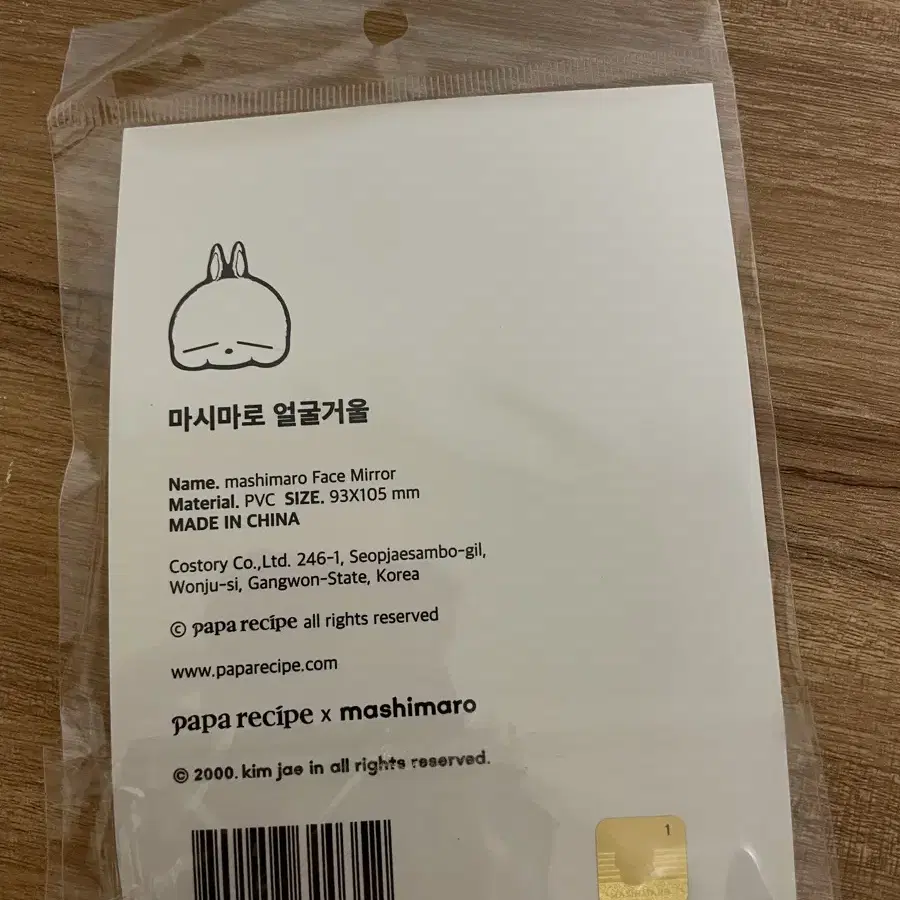 마시마로 얼굴거울
Name. mashimaro Face Mirror
Material. PVC SIZE. 93X105 mm
MADE IN CHINA
Costory Co.,Ltd. 246-1, Seopjaesambo-gil,
Wonju-si, Gangwon-State, Korea
© papa recipe all rights reserved
www.paparecipe.com
papa recipe x mashimaro
© 2000. kim jae in all rights reserved.
1